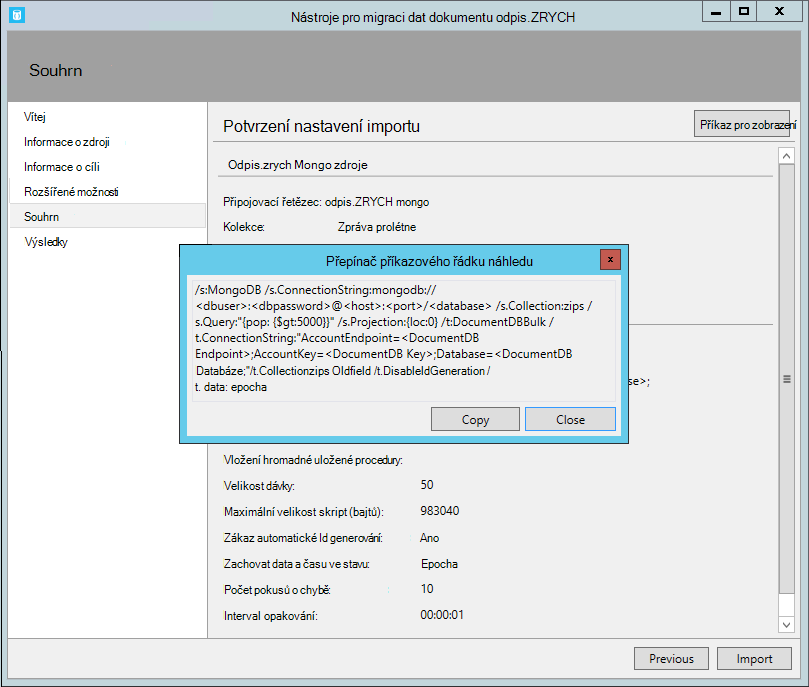 Nástroje pro migraci dat dokumentu odpis.ZRYCH
Souhrn
Vítej
Informace o zdroji
Informace o cíli
Rozšířené možnosti
Souhrn
Výsledky
Potvrzení nastavení importu
Příkaz pro zobrazení
Odpis.zrych Mongo zdroje
Připojovací řetězec: odpis.ZRYCH mongo
Kolekce: Zpráva prolétne
Přepínač příkazového řádku náhledu
/s:MongoDB /s.ConnectionString:mongodb://
<dbuser>:<dbpassword>@<host>:<port>/<database> /s.Collection:zips /
s.Query:"{pop: {$gt:5000}}" /s.Projection:{loc:0} /t:DocumentDBBulk /
t.ConnectionString:"AccountEndpoint=<DocumentDB
Endpoint>;AccountKey=<DocumentDB Key>;Database=<DocumentDB
Databáze;"/t.Collectionzips Oldfield /t.DisableIdGeneration/
t. data: epocha
Copy
Close
se>;
Vložení hromadné uložené procedury:
Velikost dávky: 50
Maximální velikost skript (bajtů): 983040
Zákaz automatické Id generování: Ano
Zachovat data a času ve stavu: Epocha
Počet pokusů o chybě: 10
Interval opakování: 00:00:01
Previous
Import